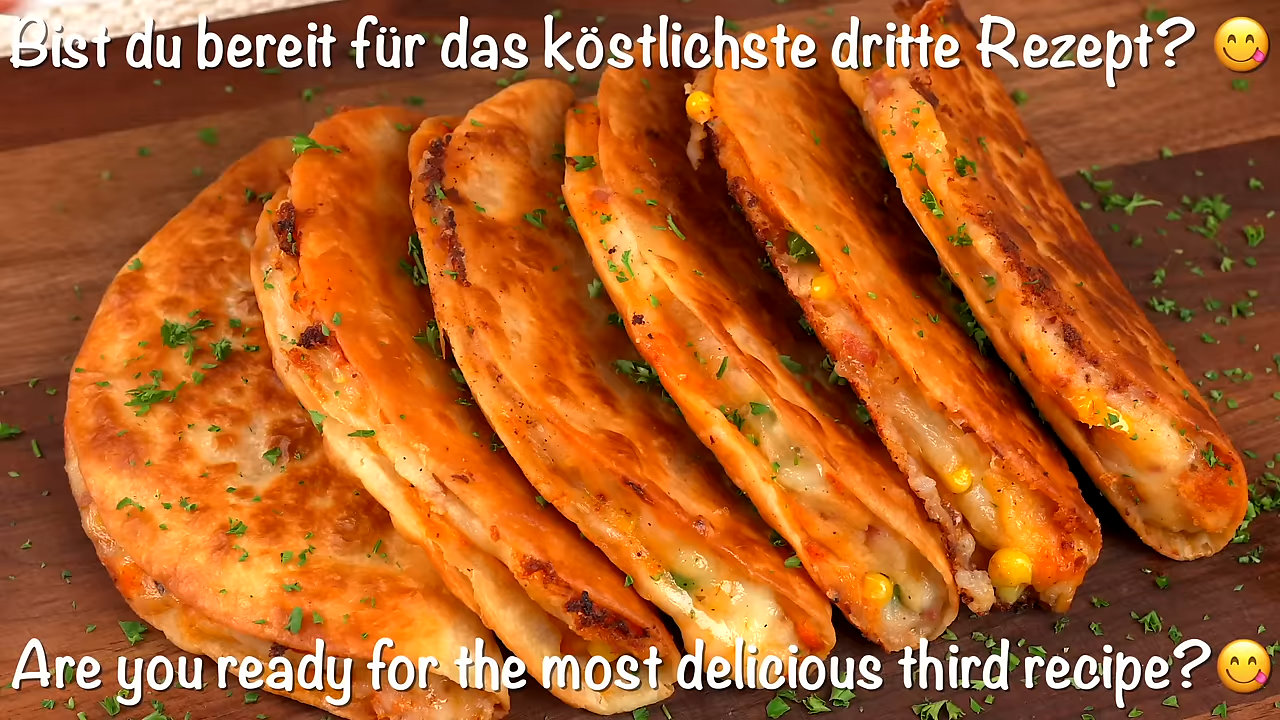 Bist du bereit für das köstlichste dritte Rezept? 😋
Are you ready for the most delicious third recipe?😋